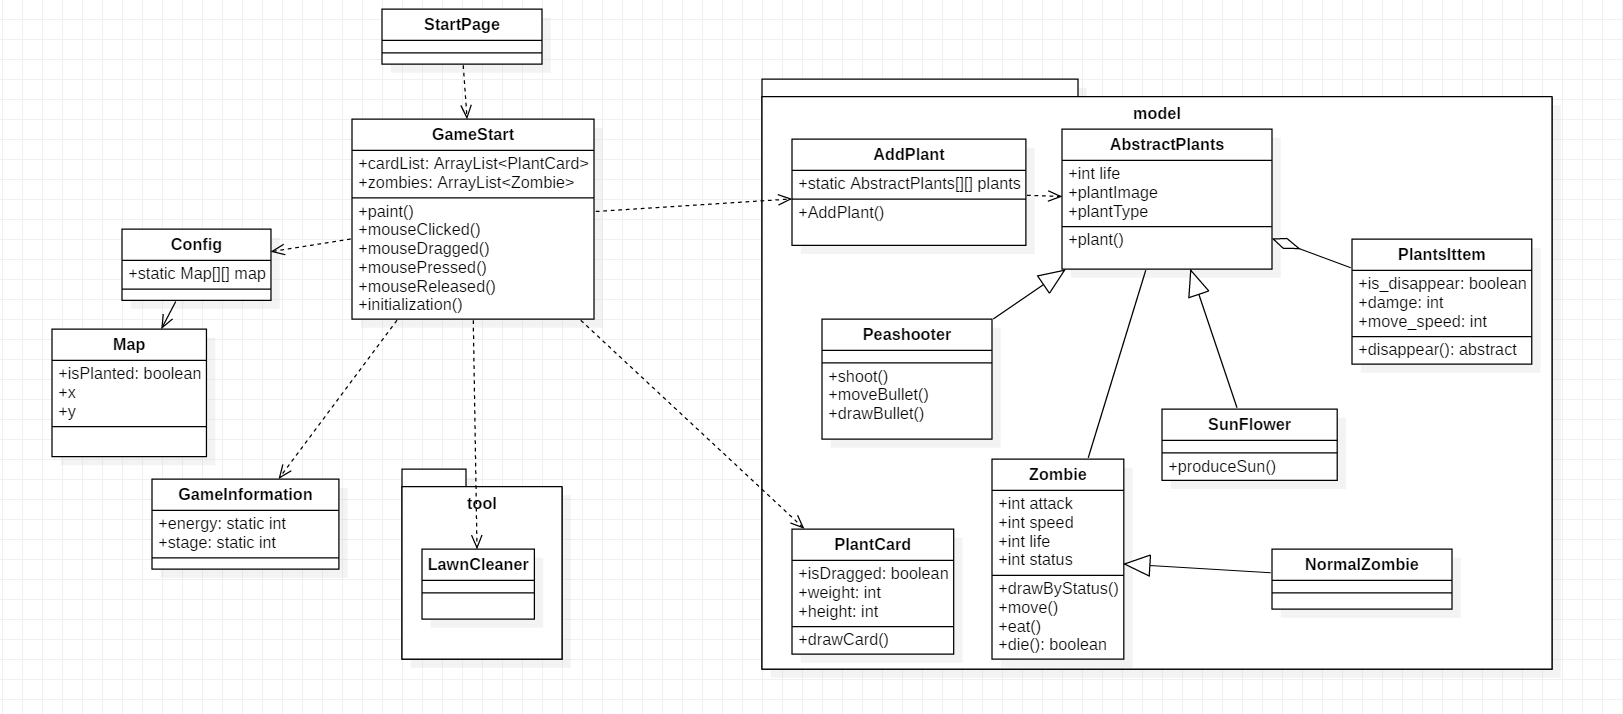 StartPage
GameStart
+cardList: ArrayList<PlantCard>
+zombies: ArrayList<Zombie>
+paint()
+mouseClicked()
+mouseDragged()
+mousePressed()
+mouseReleased()
+initialization()
Config
+static Map[][] map
Map
+isPlanted: boolean
+x
+y
GameInformation
+energy: static int
+stage: static int
tool
LawnCleaner
model
AddPlant
+static AbstractPlants[][] plants
+AddPlant()
AbstractPlants
+int life
+plantImage
+plantType
+plant()
PlantsIttem
+is_disappear: boolean
+damge: int
+move_speed: int
+disappear(): abstract
Peashooter
+shoot()
+moveBullet()
+drawBullet()
SunFlower
+produceSun()
Zombie
+int attack
+int speed
+int life
+int status
+drawByStatus()
+move()
+eat()
+die(): boolean
PlantCard
+isDragged: boolean
+weight: int
+height: int
+drawCard()
NormalZombie